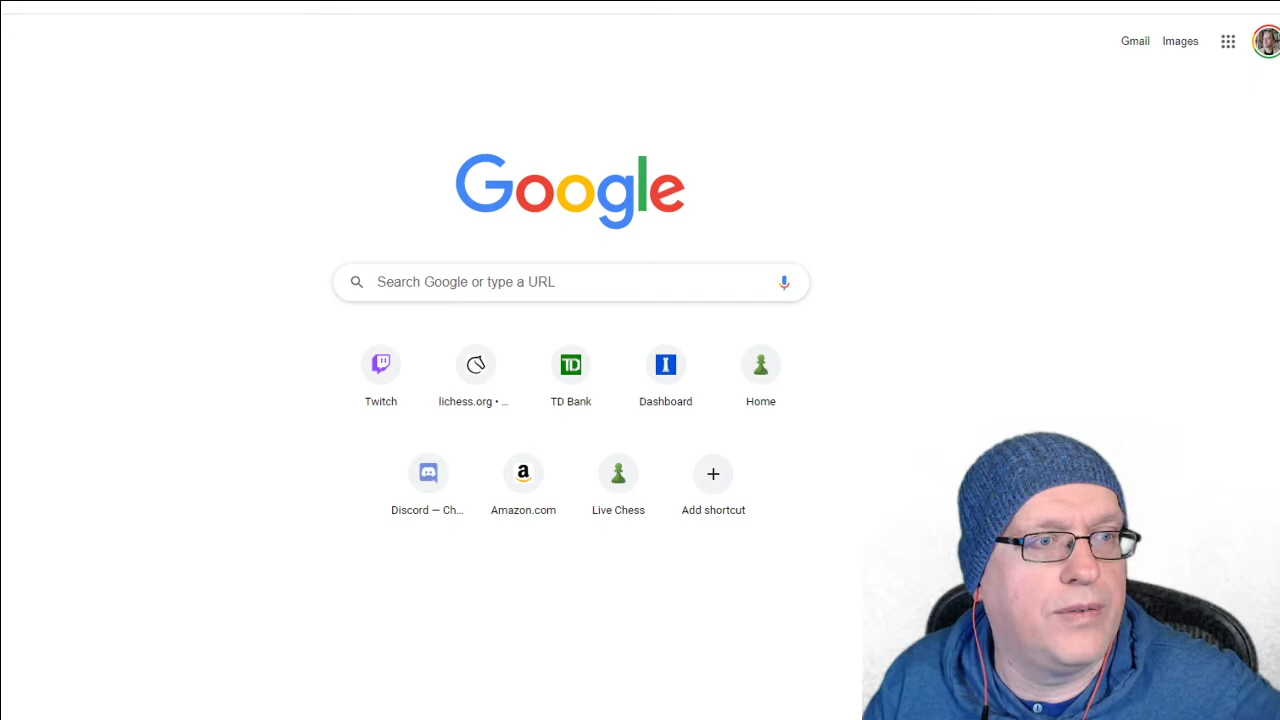 Gmail Images
Google
Search Google or type a URL
TD
Twitch lichess.org • ... TD Bank Dashboard Home
a
Discord — Ch... Amazon.com Live Chess Add shortcut